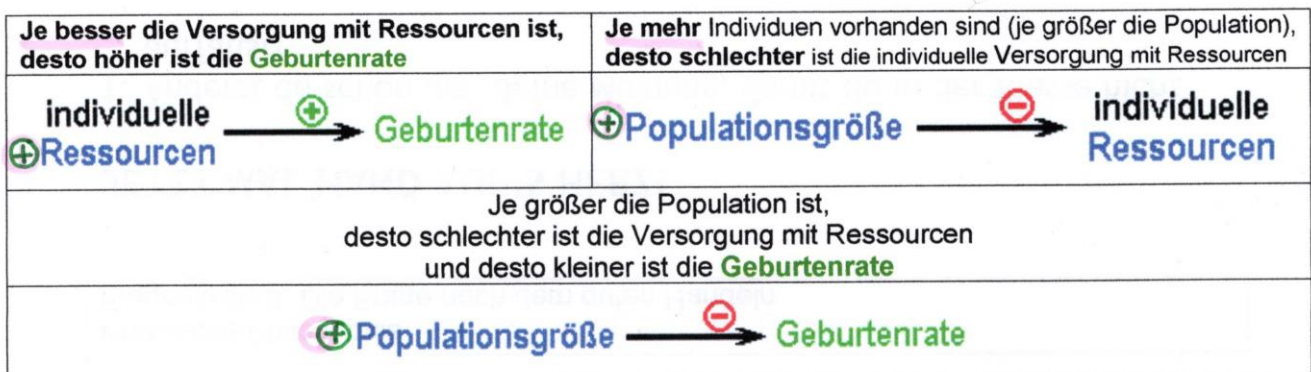 Je besser die Versorgung mit Ressourcen ist,
desto höher ist die Geburtenrate
Je mehr Individuen vorhanden sind (je größer die Population),
desto schlechter ist die individuelle Versorgung mit Ressourcen
individuelle
⊕Ressourcen
⊕
Geburtenrate
⊕Populationsgröße
⊖
individuelle
Ressourcen
Je größer die Population ist,
desto schlechter ist die Versorgung mit Ressourcen
und desto kleiner ist die Geburtenrate
⊕Populationsgröße ⊖ Geburtenrate